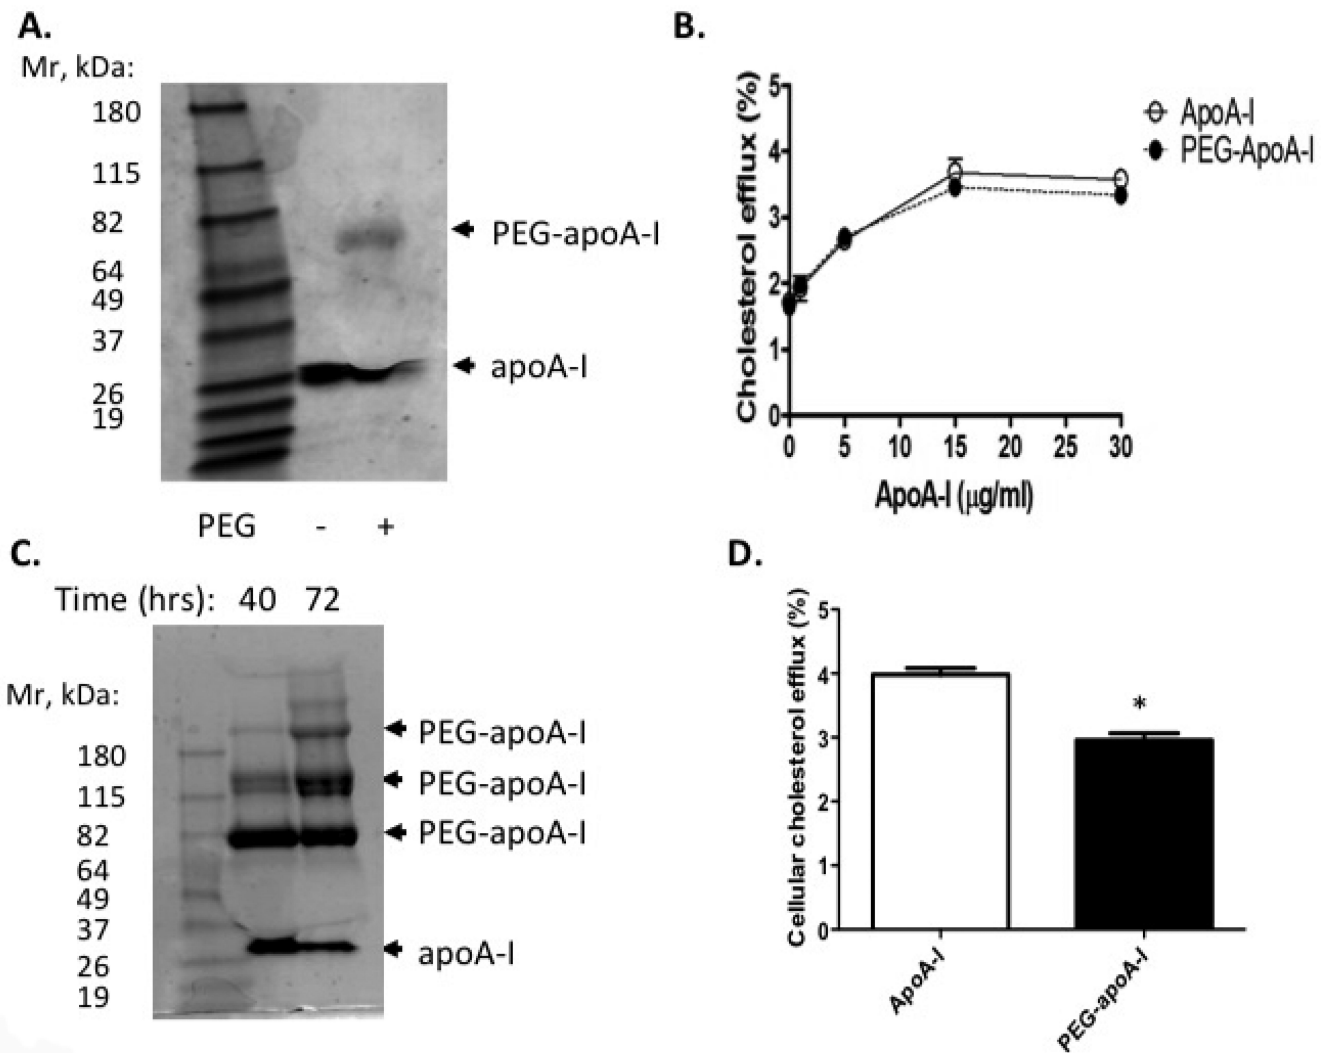 A.
Mr, kDa:
180
115
82
64
49
37
26
19
PEG-apoA-I
apoA-I
PEG - +
B.
Cholesterol efflux (%)
5
4
3
2
1
0
0 5 10 15 20 25 30
ApoA-I (μg/ml)
ApoA-I
PEG-ApoA-I
C.
Time (hrs): 40 72
Mr, kDa:
180
115
82
64
49
37
26
19
PEG-apoA-I
PEG-apoA-I
PEG-apoA-I
apoA-I
D.
Cellular cholesterol efflux (%)
5
4
3
2
1
0
*
ApoA-I
PEG-apoA-I